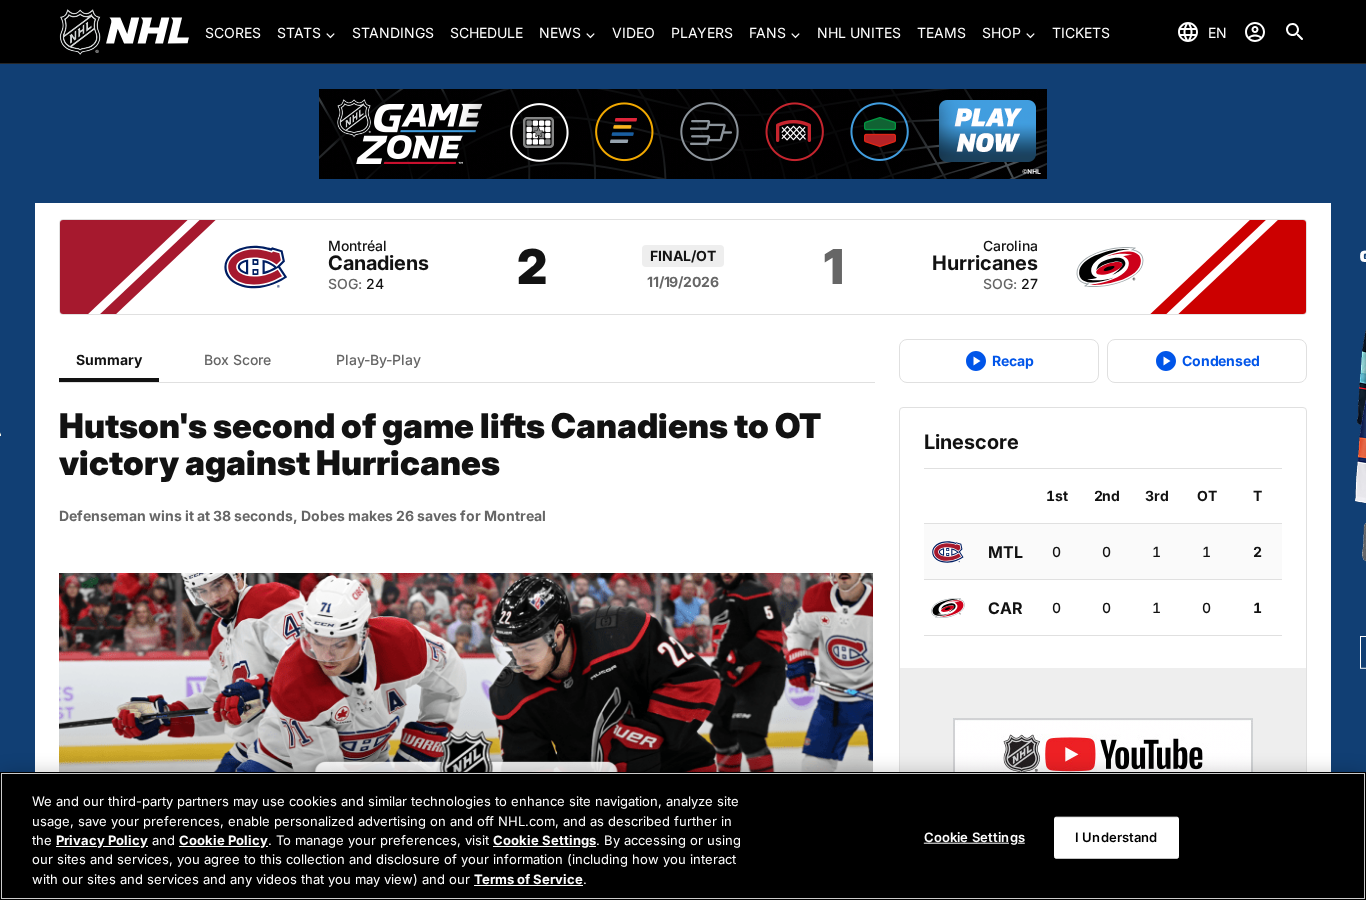 NHL SCORES STATS STANDINGS SCHEDULE NEWS VIDEO PLAYERS FANS NHL UNITES TEAMS SHOP TICKETS EN
NHL GAME ZONE PLAY NOW
©NHL
Montréal
Canadiens
SOG: 24
2
FINAL/OT
11/19/2026
1
Carolina
Hurricanes
SOG: 27
Summary Box Score Play-By-Play
Recap Condensed
Hutson's second of game lifts Canadiens to OT
victory against Hurricanes
Defenseman wins it at 38 seconds, Dobes makes 26 saves for Montreal
71
A
71
22
22
5
Linescore
1st 2nd 3rd OT T
MTL 0 0 1 1 2
CAR 0 0 1 0 1
NHL YouTube
We and our third-party partners may use cookies and similar technologies to enhance site navigation, analyze site
usage, save your preferences, enable personalized advertising on and off NHL.com, and as described further in
the Privacy Policy and Cookie Policy. To manage your preferences, visit Cookie Settings. By accessing or using
our sites and services, you agree to this collection and disclosure of your information (including how you interact
with our sites and services and any videos that you may view) and our Terms of Service.
Cookie Settings
I Understand